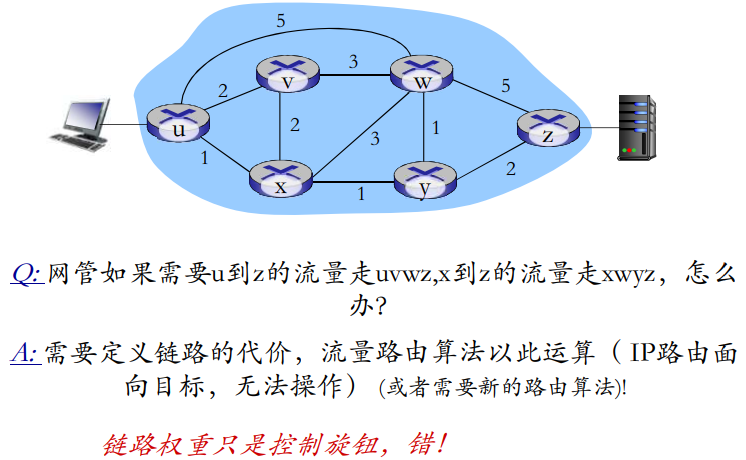 5
v
3
w
2
5
u
2
3
1
z
1
x
1
y
2
Q: 网管如果需要u到z的流量走uvwz,x到z的流量走xwyz，怎么
办？
A: 需要定义链路的代价，流量路由算法以此运算（IP路由面
向目标，无法操作）(或者需要新的路由算法)!
链路权重只是控制旋钮，错！